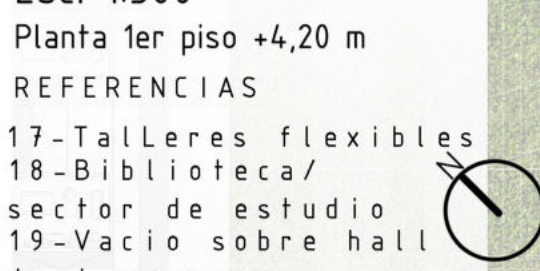 Planta 1er piso +4,20 m
REFERENCIAS
17-TalLeres flexibles
18-Biblioteca/
sector de estudio
19-Vacio sobre hall
N